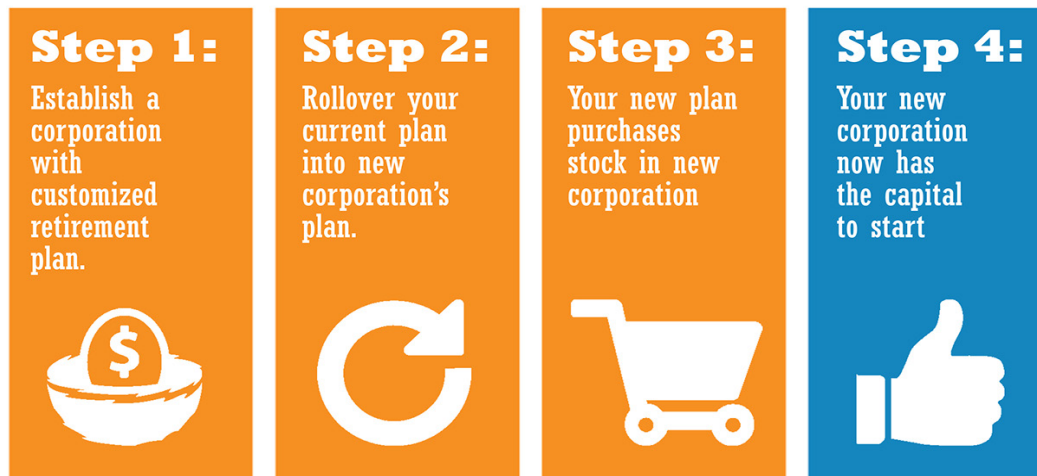 Step 1:
Establish a
corporation
with
customized
retirement
plan.
$
Step 2:
Rollover your
current plan
into new
corporation's
plan.
Step 3:
Your new plan
purchases
stock in new
corporation
Step 4:
Your new
corporation
now has
the capital
to start